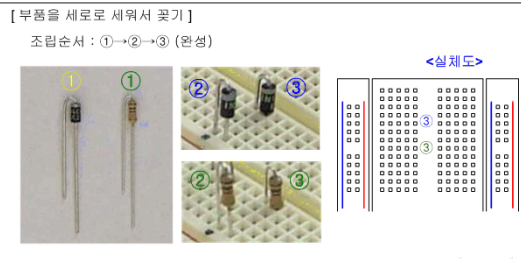 [ 부품을 세로로 세워서 꽂기 ]
조립순서 : ①→②→③ (완성)
<실체도>
① ①
② ③
③
③
② ③